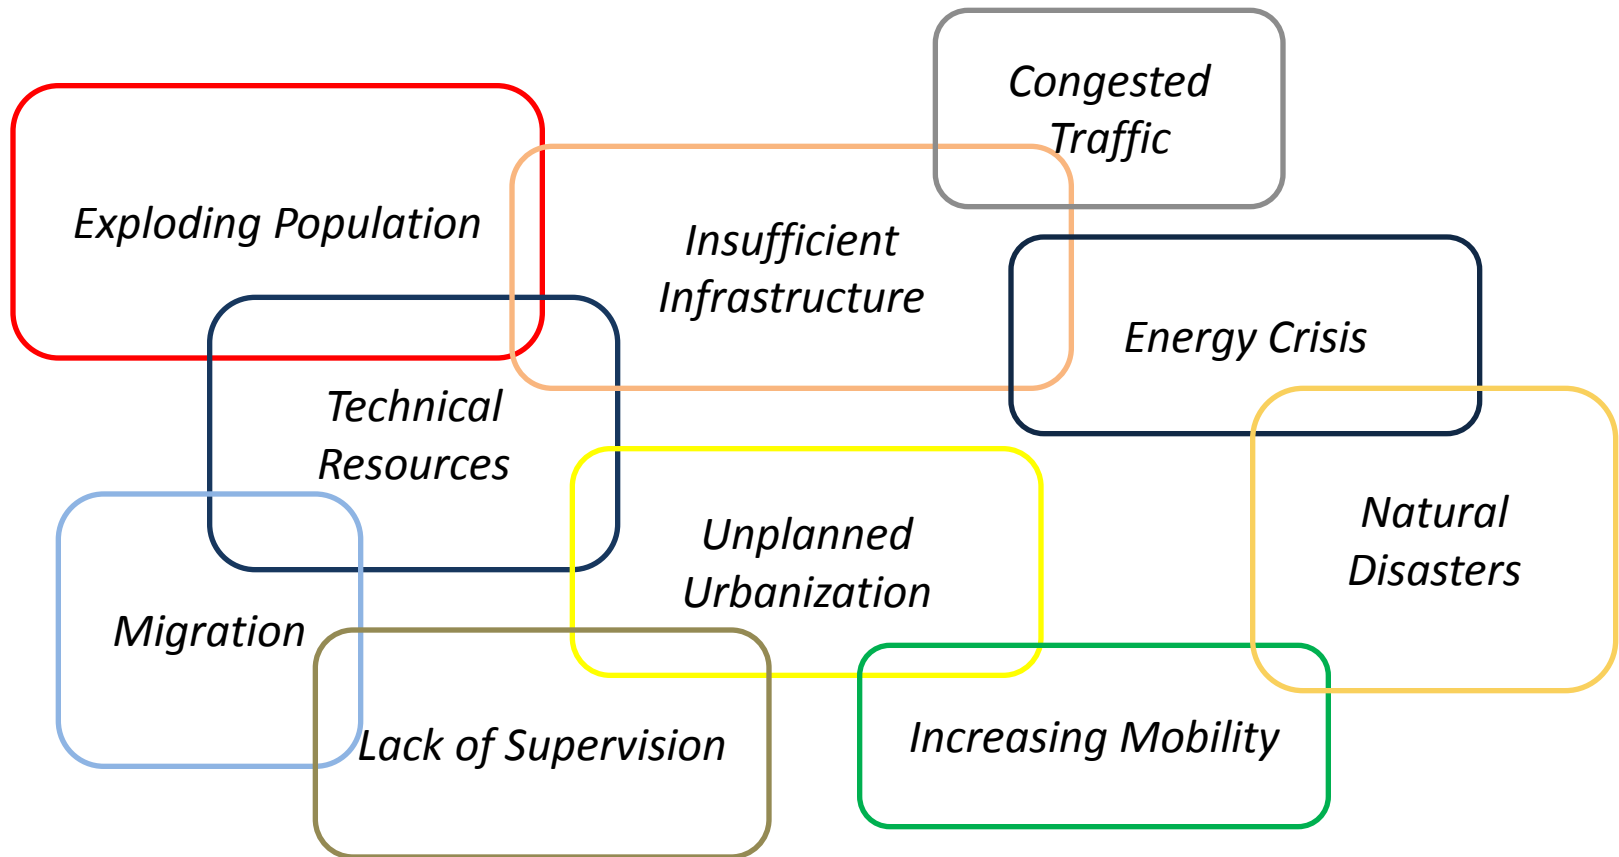 Congested
Traffic
Exploding Population
Insufficient
Infrastructure
Energy Crisis
Technical
Resources
Unplanned
Urbanization
Natural
Disasters
Migration
Lack of Supervision
Increasing Mobility